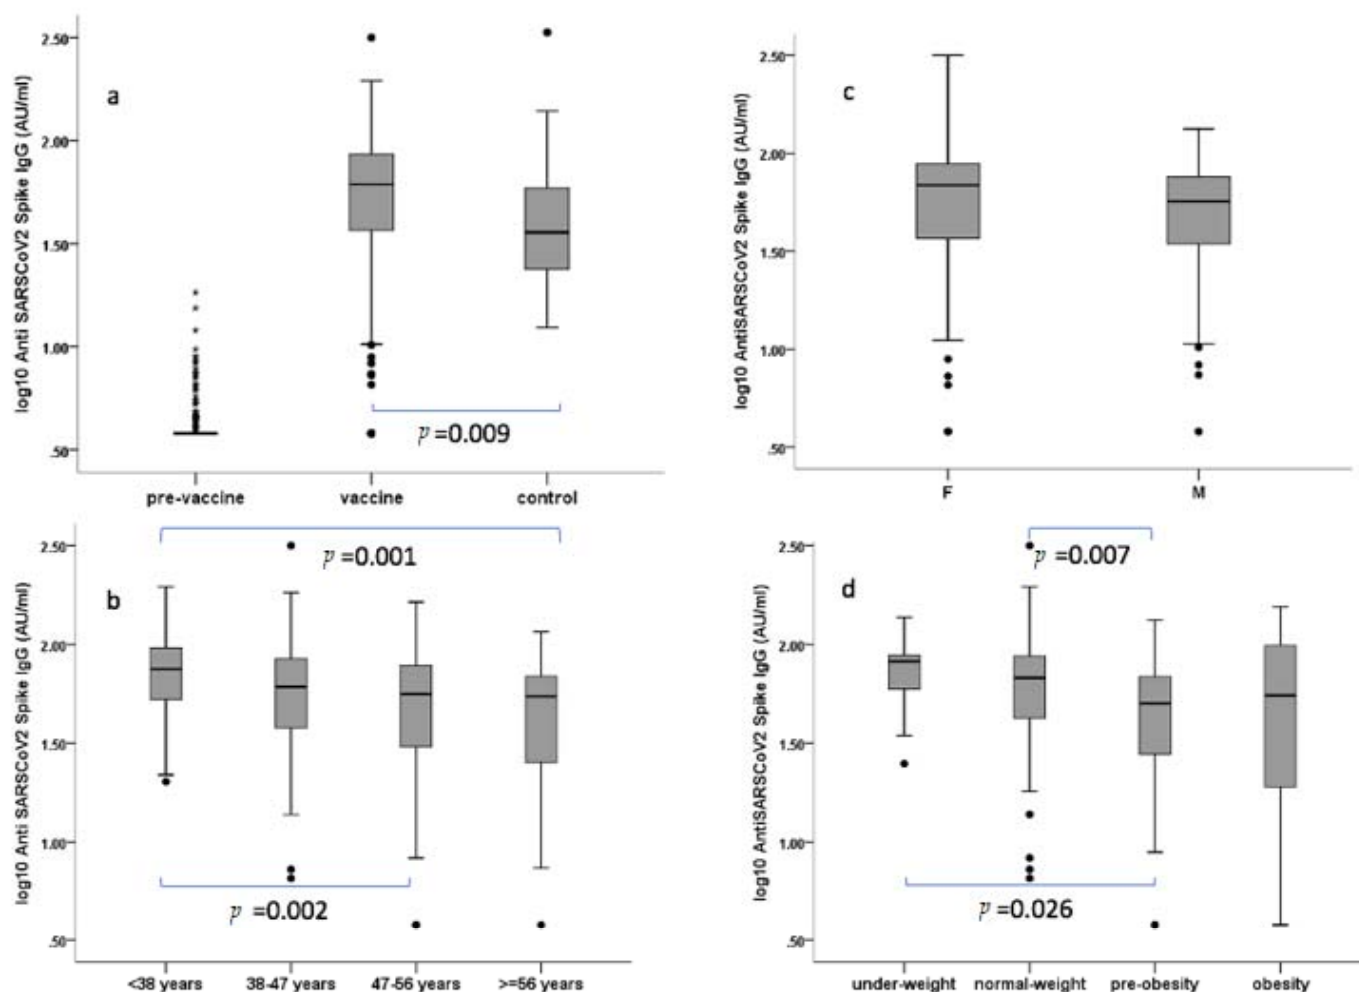 log10 Anti SARSCoV2 Spike IgG (AU/ml)
2.50
2.00
1.50
1.00
.50
a
p=0.009
pre-vaccine
vaccine
control
log10 AntiSARSCoV2 Spike IgG (AU/ml)
2.50
2.00
1.50
1.00
.50
c
F
M
log10 Anti SARSCoV2 Spike IgG (AU/ml)
2.50
2.00
1.50
1.00
.50
b
p=0.001
p=0.002
<38 years
38-47 years
47-56 years
>=56 years
log10 AntiSARSCoV2 Spike IgG (AU/ml)
2.50
2.00
1.50
1.00
.50
d
p=0.007
p=0.026
under-weight
normal-weight
pre-obesity
obesity